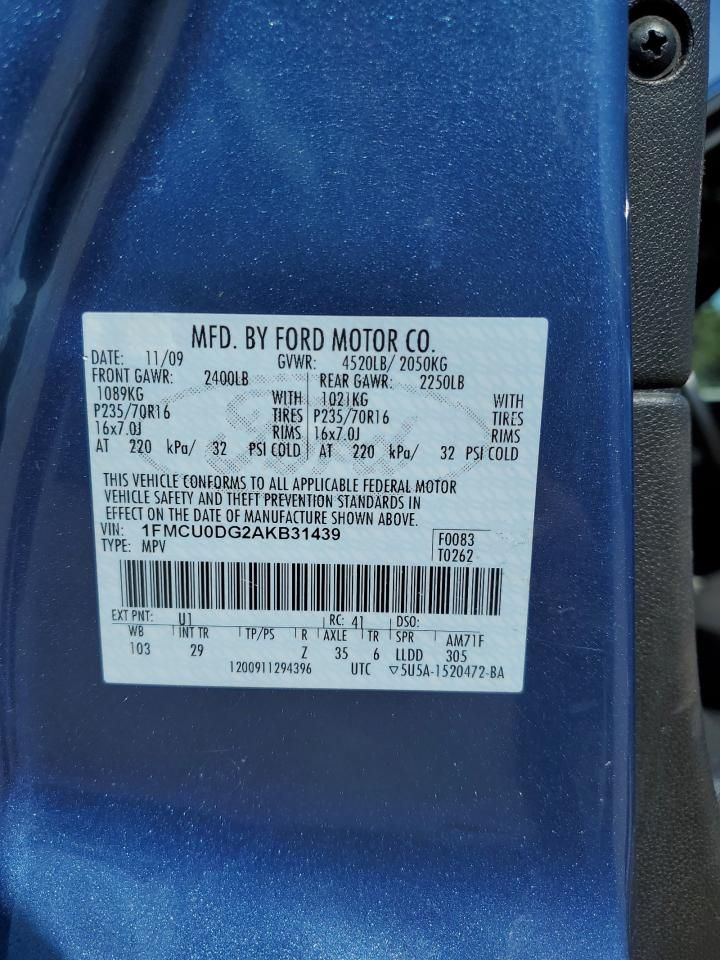 MFD. BY FORD MOTOR CO.
DATE: 11/09 GVWR: 4520LB/ 2050KG
FRONT GAWR: 2400LB REAR GAWR: 2250LB
1089KG WITH 1021KG WITH
P235/70R16 TIRES P235/70R16 TIRES
16x7.0J RIMS 16x7.0J RIMS
AT 220 kPa/ 32 PSI COLD AT 220 kPa/ 32 PSI COLD
THIS VEHICLE CONFORMS TO ALL APPLICABLE FEDERAL MOTOR
VEHICLE SAFETY AND THEFT PREVENTION STANDARDS IN
EFFECT ON THE DATE OF MANUFACTURE SHOWN ABOVE.
VIN: 1FMCU0DG2AKB31439 F0083
TYPE: MPV T0262
EXT PNT: U1 RC: 41 DSO:
WB INT TR TP/PS R AXLE TR SPR AM71F
103 29 Z 35 6 LLDD 305
1200911294396 UTC ▽5U5A-1520472-BA